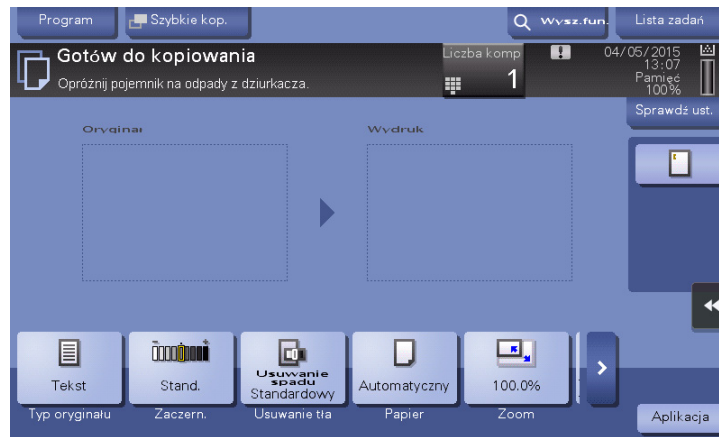 Program
Szybkie kop.
Wysz.fun.
Lista zadań
Gotów do kopiowania
Opróżnij pojemnik na odpady z dziurkacza.
Liczba komp
1
04/05/2015
13:07
Pamięć
100%
Sprawdź ust.
Oryginał
Wydruk
Tekst
Stand.
Usuwanie
spadu
Standardowy
Automatyczny
100.0%
Typ oryginału
Zaczern.
Usuwanie tła
Papier
Zoom
Aplikacja